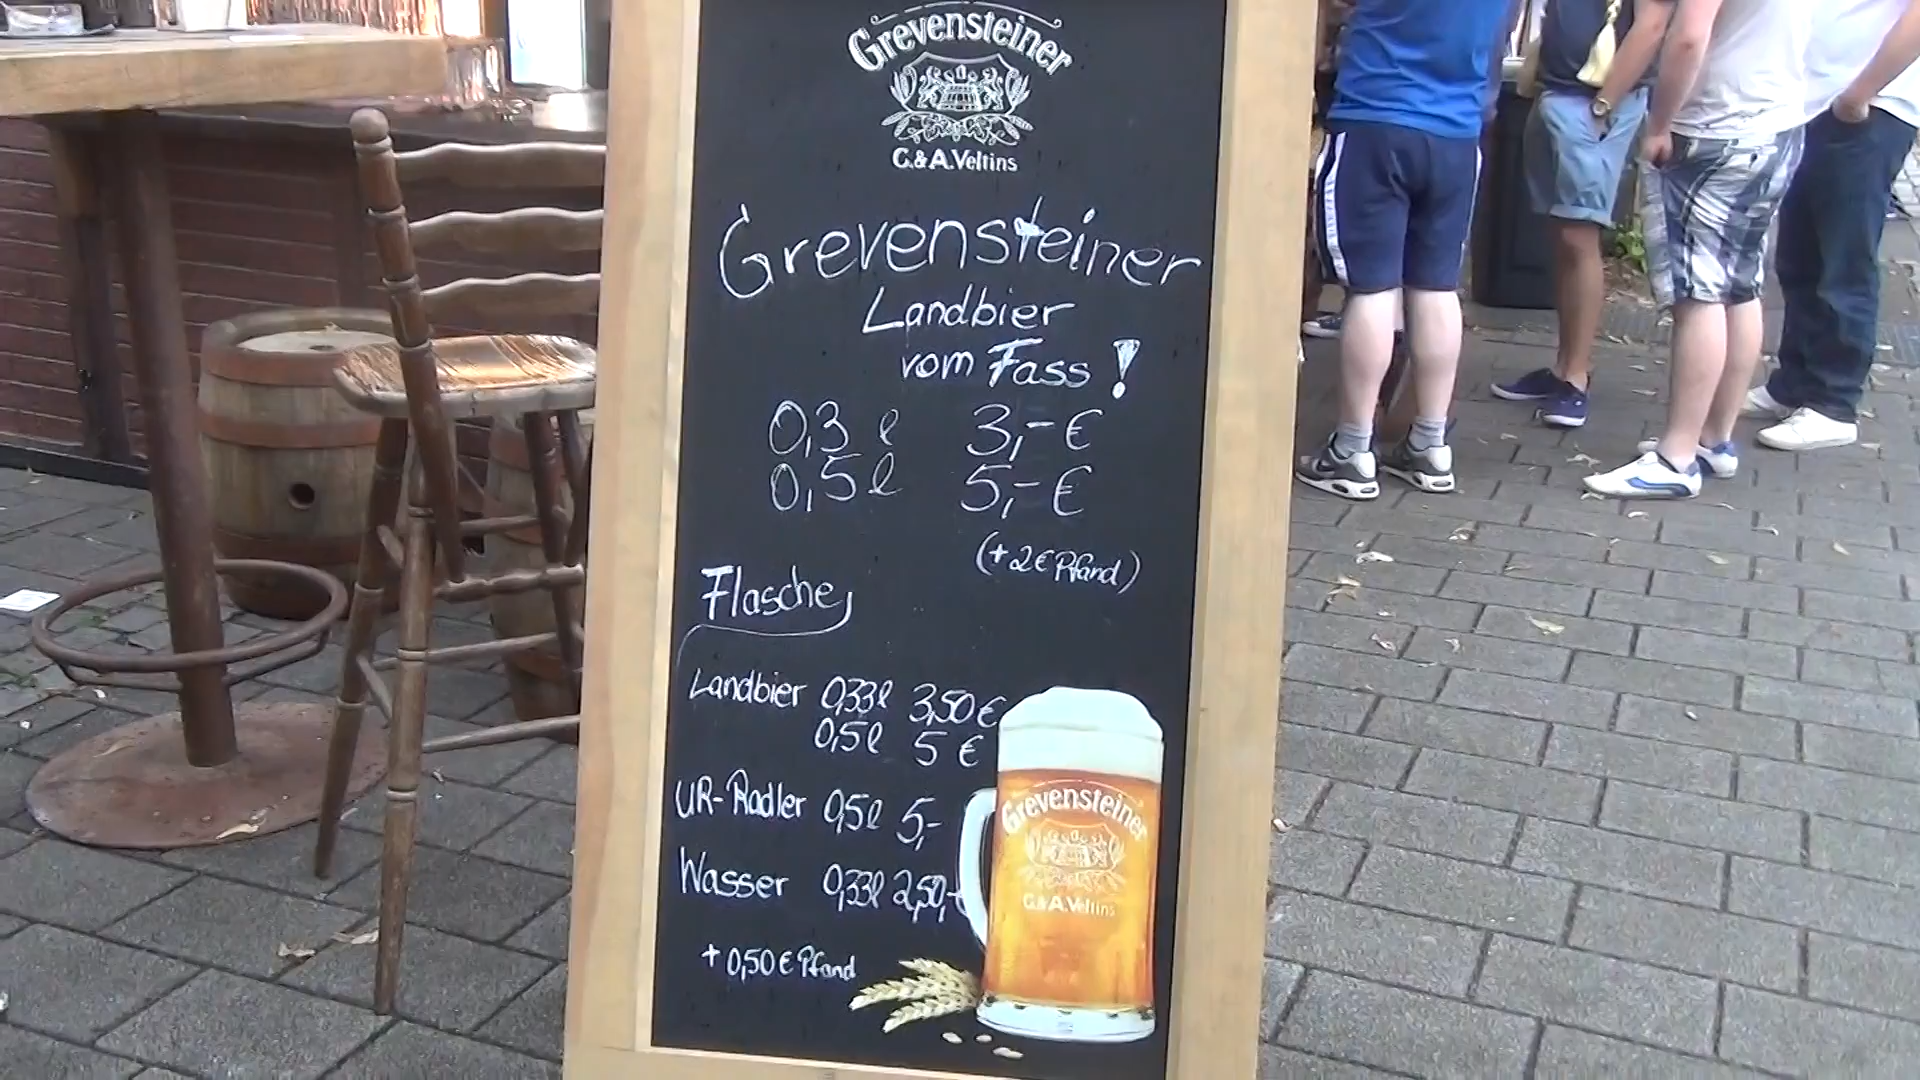 Grevensteiner
C.&A.Veltins
Grevensteiner
Landbier
vom Fass!
0,3 l 3,-€
0,5 l 5,-€
(+2€ Pfand)
Flasche
Landbier 0,33l 3,50€
0,5l 5€
UR-Radler 0,5l 5,-
Wasser 0,33l 2,50,-€
+ 0,50€ Pfand
Grevensteiner
C.&A.Veltins